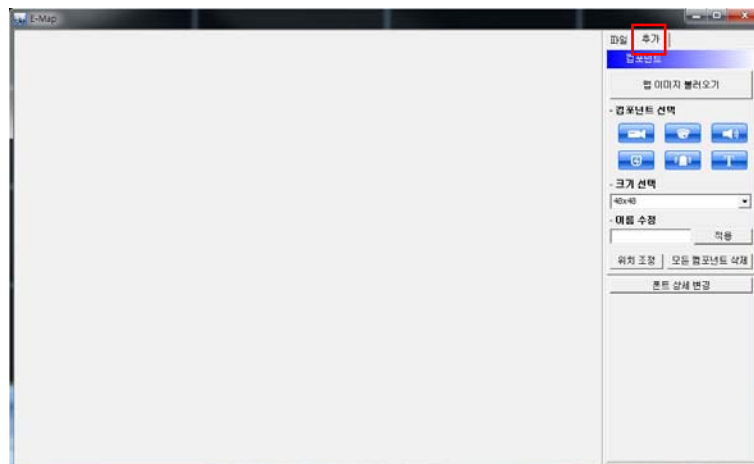 E-Map
파일 추가
컴포넌트
맵 이미지 불러오기
- 컴포넌트 선택
T
- 크기 선택
48x48
- 이름 수정
적용
위치 조정 모든 컴포넌트 삭제
폰트 상세 변경